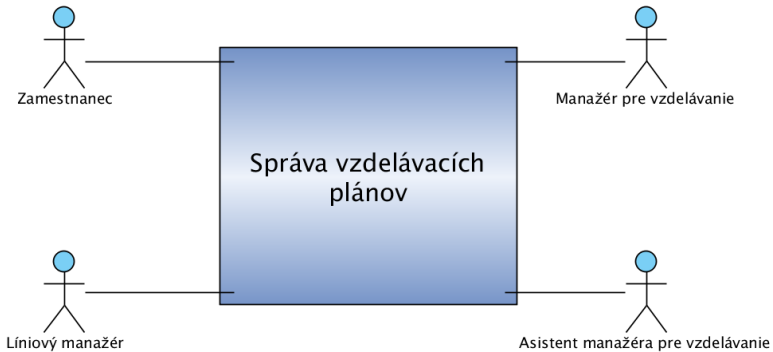 Zamestnanec
Manažér pre vzdelávanie
Správa vzdelávacích
plánov
Líniový manažér
Asistent manažéra pre vzdelávanie